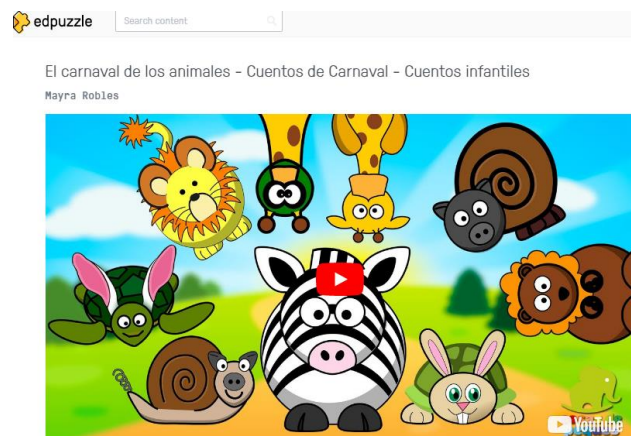 edpuzzle
Search content
El carnaval de los animales - Cuentos de Carnaval - Cuentos infantiles
Mayra Robles
YouTube